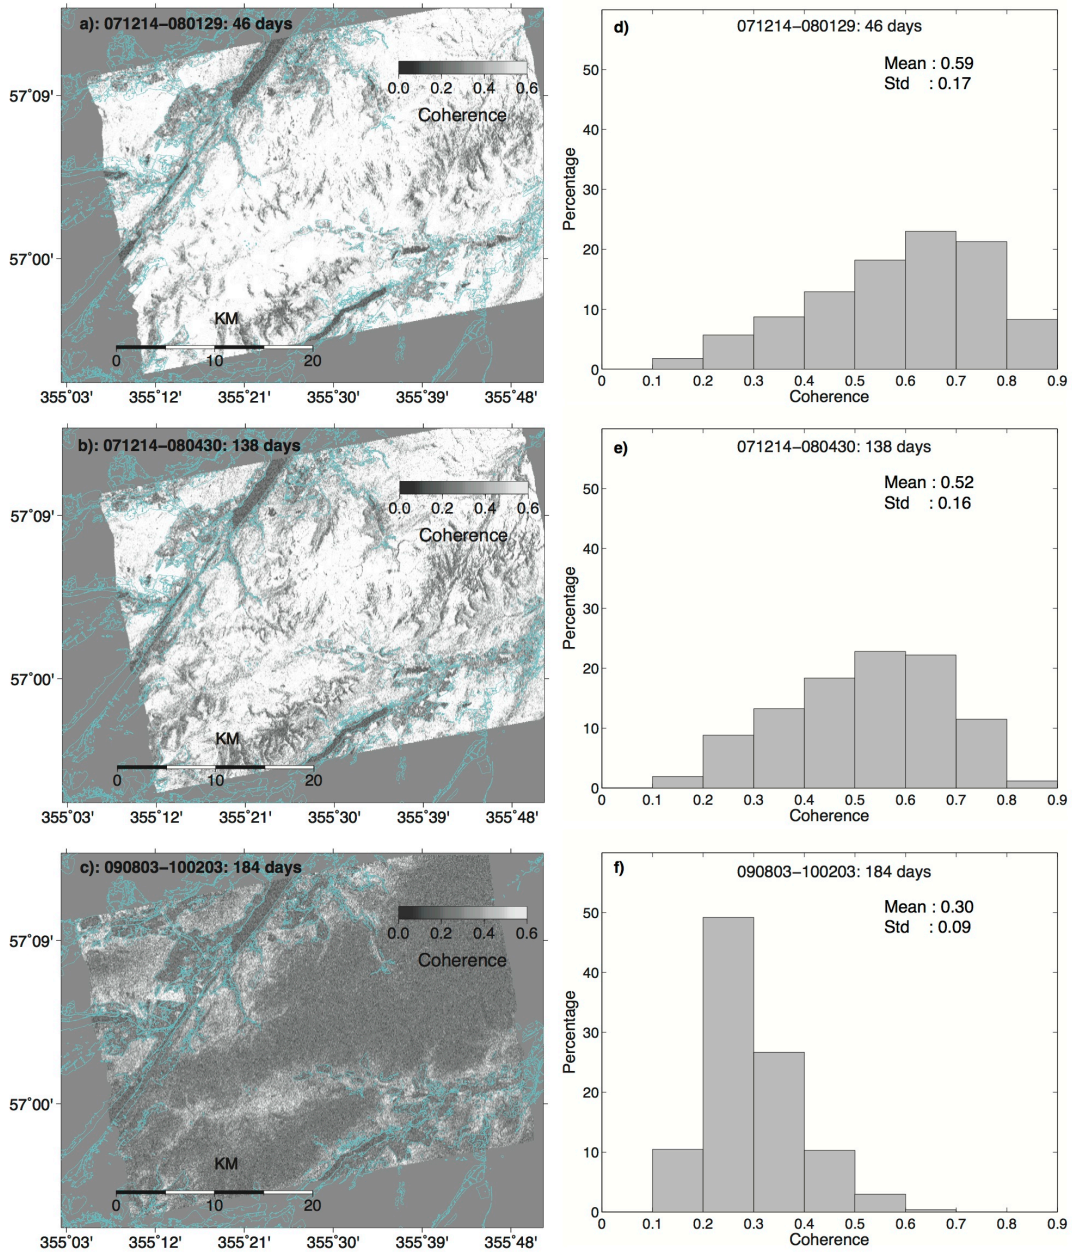 a): 071214–080129: 46 days
0.0 0.2 0.4 0.6
Coherence
57°09'
57°00'
KM
0 10 20
355°03' 355°12' 355°21' 355°30' 355°39' 355°48'
d) 071214–080129: 46 days
Mean : 0.59
Std : 0.17
Percentage
50
40
30
20
10
0
0 0.1 0.2 0.3 0.4 0.5 0.6 0.7 0.8 0.9
Coherence
b): 071214–080430: 138 days
0.0 0.2 0.4 0.6
Coherence
57°09'
57°00'
KM
0 10 20
355°03' 355°12' 355°21' 355°30' 355°39' 355°48'
e) 071214–080430: 138 days
Mean : 0.52
Std : 0.16
Percentage
50
40
30
20
10
0
0 0.1 0.2 0.3 0.4 0.5 0.6 0.7 0.8 0.9
Coherence
c): 090803–100203: 184 days
0.0 0.2 0.4 0.6
Coherence
57°09'
57°00'
KM
0 10 20
355°03' 355°12' 355°21' 355°30' 355°39' 355°48'
f) 090803–100203: 184 days
Mean : 0.30
Std : 0.09
Percentage
50
40
30
20
10
0
0 0.1 0.2 0.3 0.4 0.5 0.6 0.7 0.8 0.9
Coherence